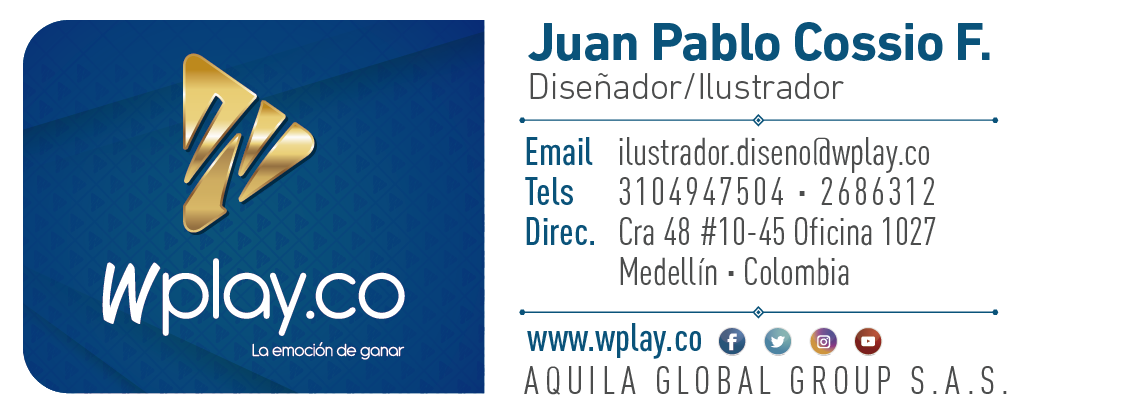 Wplay.co
La emoción de ganar
Juan Pablo Cossio F.
Diseñador/Ilustrador
Email ilustrador.diseno@wplay.co
Tels 3104947504 · 2686312
Direc. Cra 48 #10-45 Oficina 1027
Medellín · Colombia
www.wplay.co
AQUILA GLOBAL GROUP S.A.S.